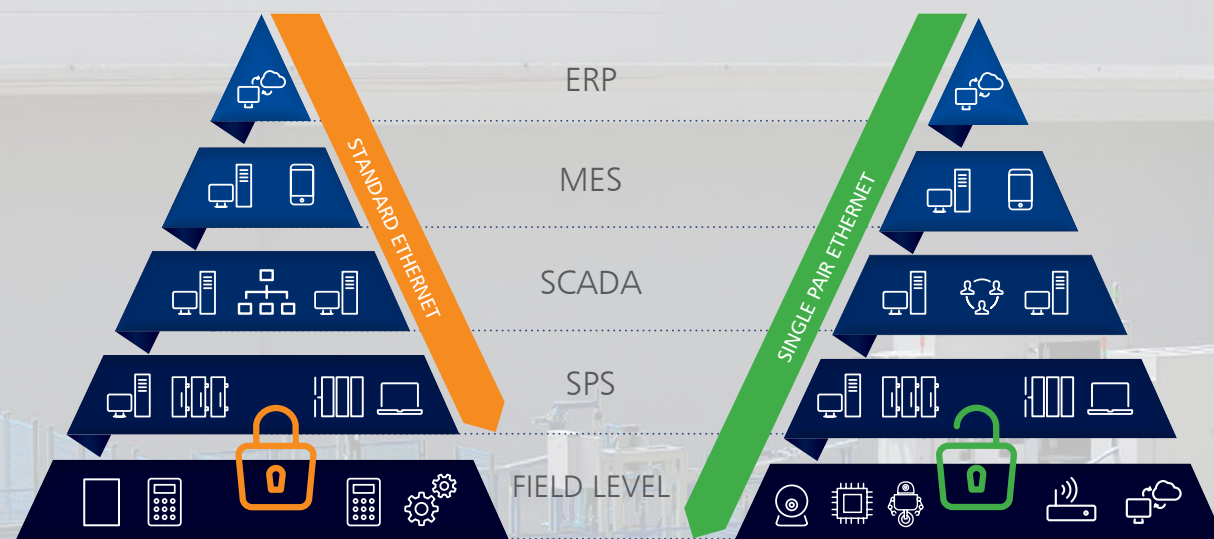 ERP
STANDARD ETHERNET
MES
SINGLE PAIR ETHERNET
SCADA
SPS
FIELD LEVEL